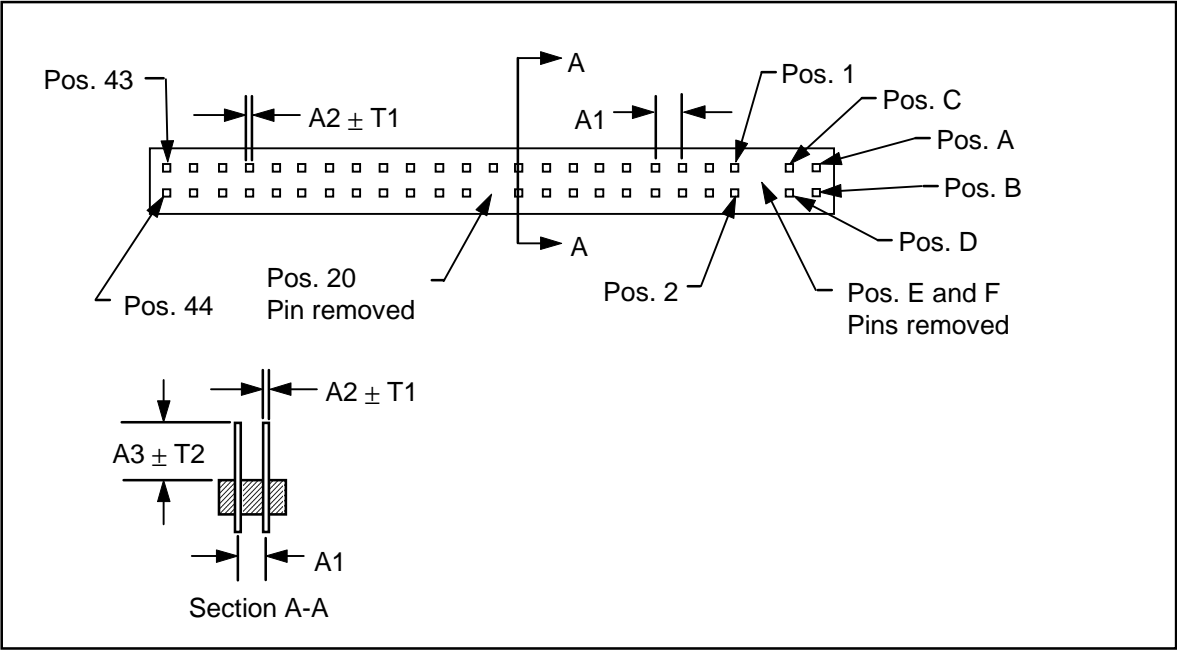 A
Pos. 1
Pos. 43
Pos. C
A2 ± T1
A1
Pos. A
Pos. B
Pos. D
A
Pos. 20
Pin removed
Pos. 2
Pos. E and F
Pins removed
Pos. 44
A2 ± T1
A3 ± T2
A1
Section A-A